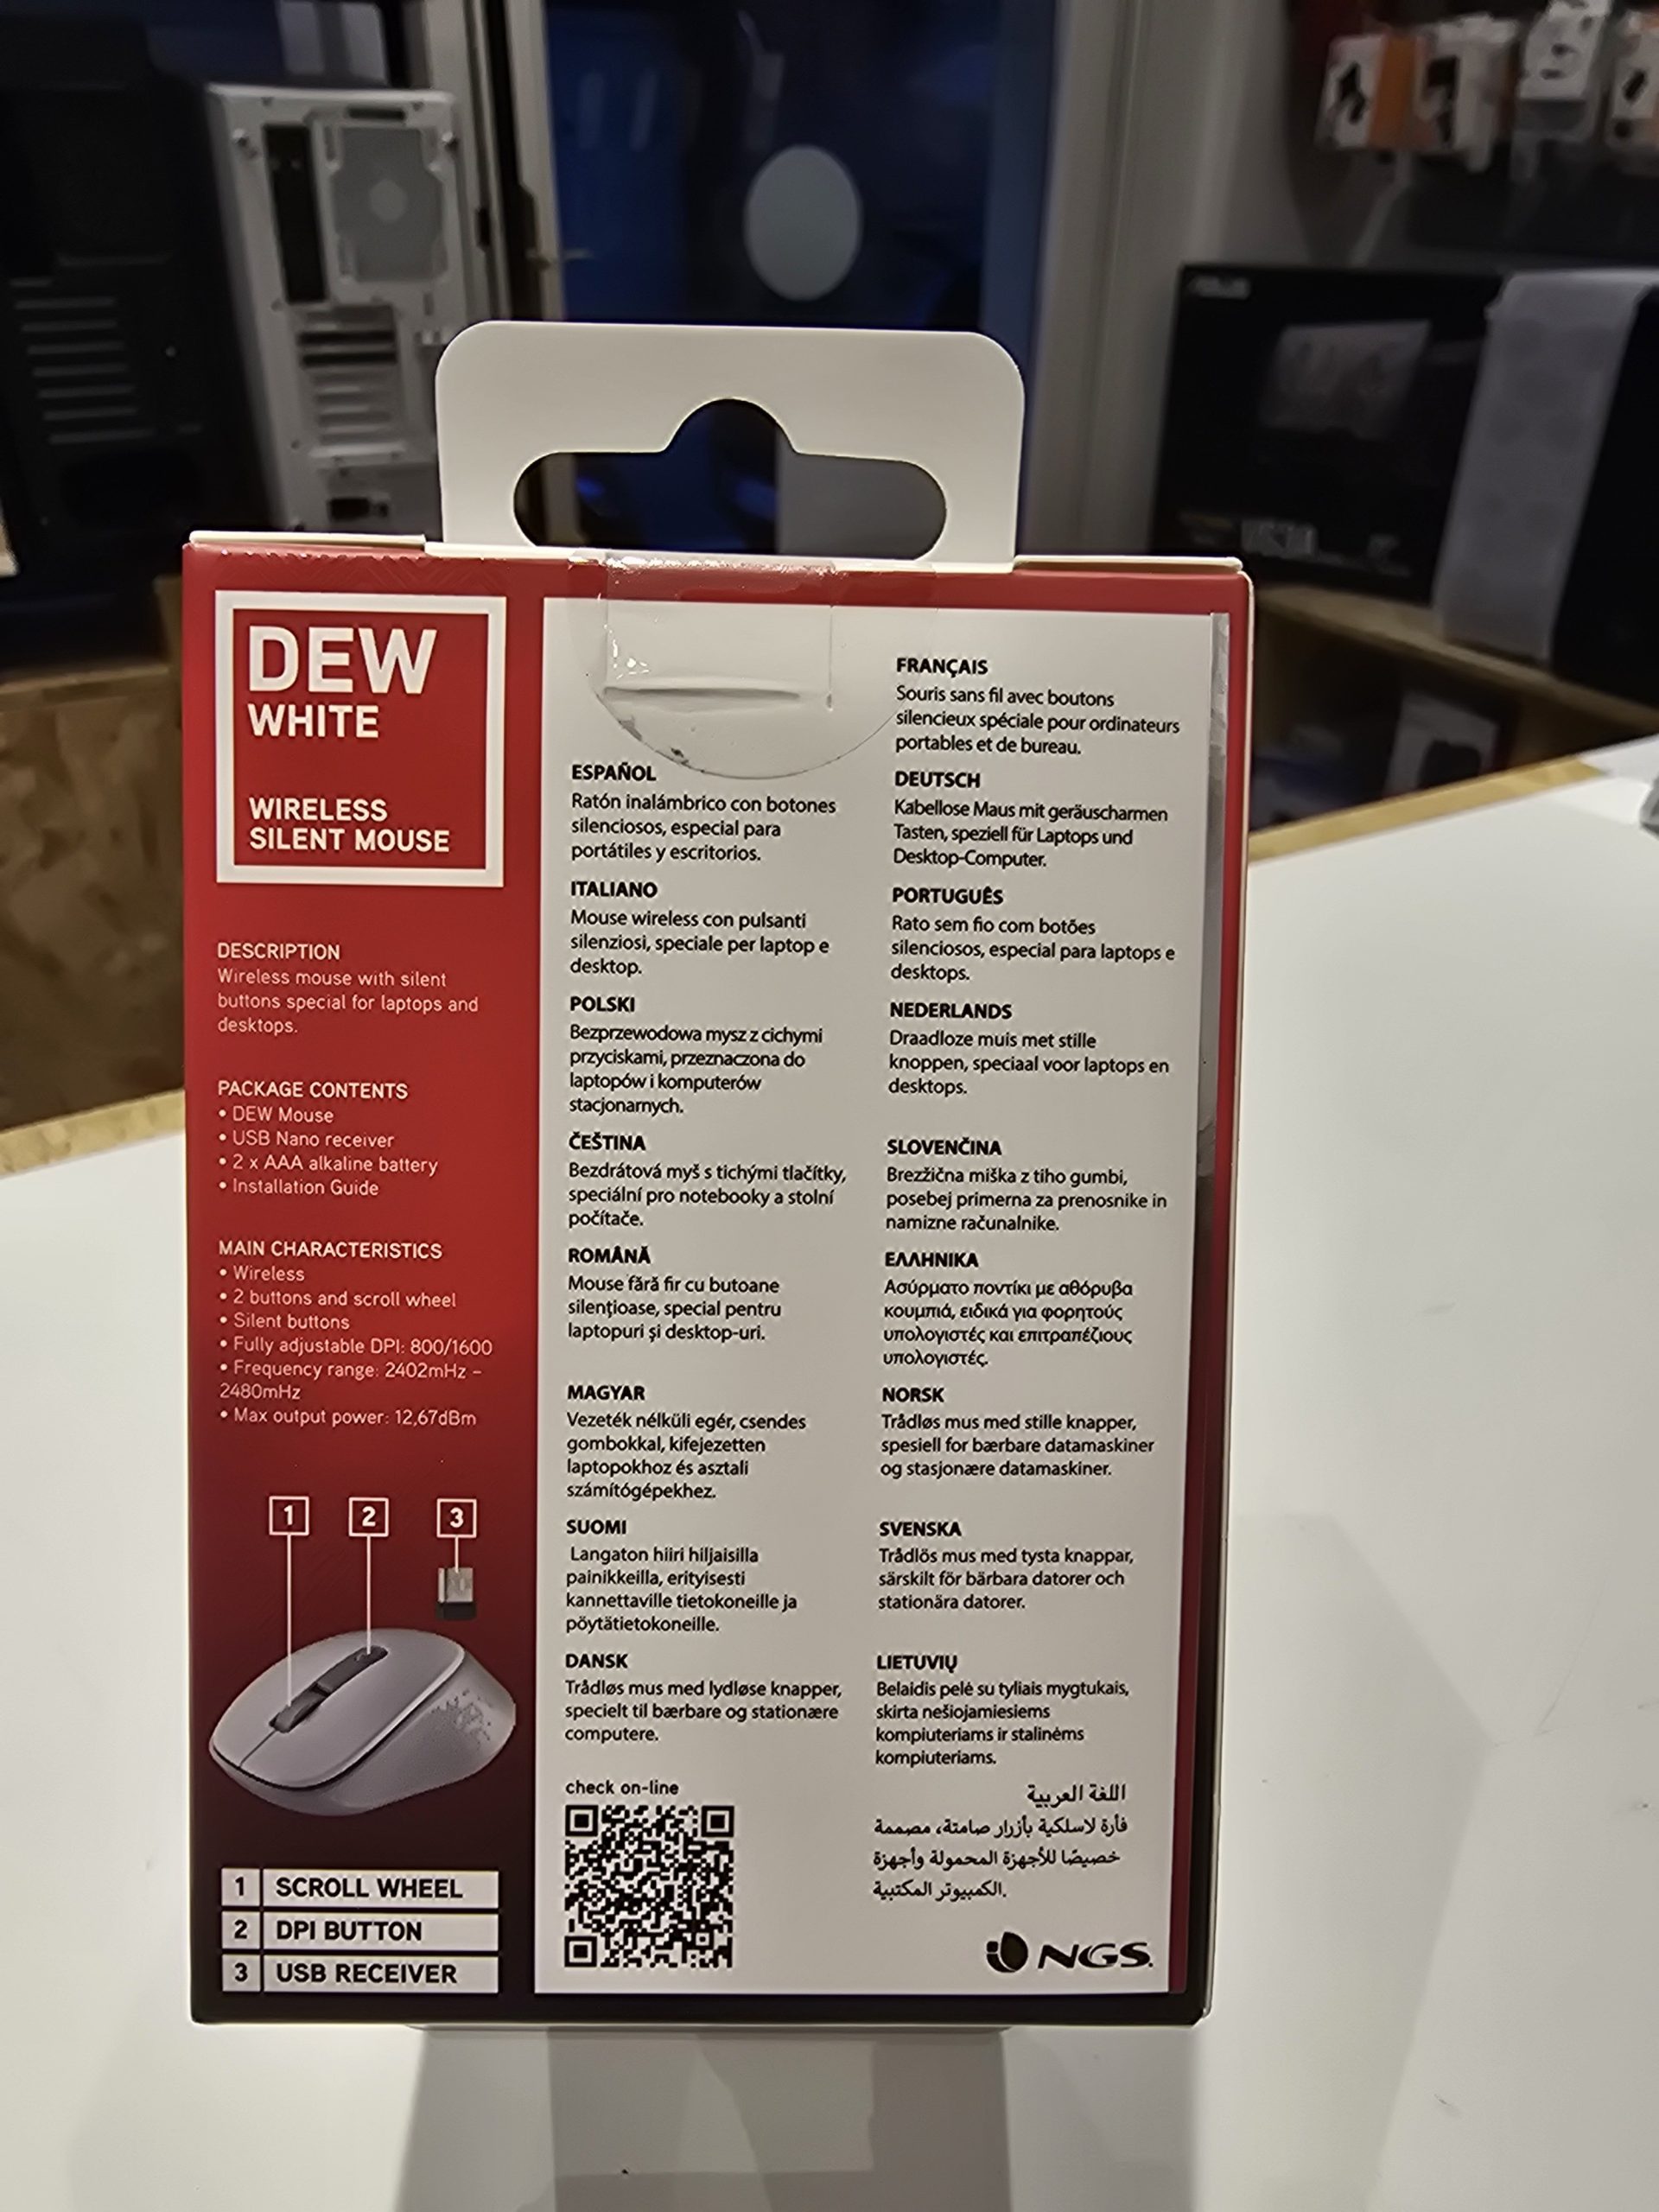 DEW
WHITE
WIRELESS
SILENT MOUSE
DESCRIPTION
Wireless mouse with silent
buttons special for laptops and
desktops.
PACKAGE CONTENTS
• DEW Mouse
• USB Nano receiver
• 2 x AAA alkaline battery
• Installation Guide
MAIN CHARACTERISTICS
• Wireless
• 2 buttons and scroll wheel
• Silent buttons
• Fully adjustable DPI: 800/1600
• Frequency range: 2402mHz –
2480mHz
• Max output power: 12,67dBm
1 2 3
1 SCROLL WHEEL
2 DPI BUTTON
3 USB RECEIVER
ESPAÑOL
Ratón inalámbrico con botones
silenciosos, especial para
portátiles y escritorios.
ITALIANO
Mouse wireless con pulsanti
silenziosi, speciale per laptop e
desktop.
POLSKI
Bezprzewodowa mysz z cichymi
przyciskami, przeznaczona do
laptopów i komputerów
stacjonarnych.
ČEŠTINA
Bezdrátová myš s tichými tlačítky,
speciální pro notebooky a stolní
počítače.
ROMÂNĂ
Mouse fără fir cu butoane
silențioase, special pentru
laptopuri și desktop-uri.
MAGYAR
Vezeték nélküli egér, csendes
gombokkal, kifejezetten
laptopokhoz és asztali
számítógépekhez.
SUOMI
Langaton hiiri hiljaisilla
painikkeilla, erityisesti
kannettaville tietokoneille ja
pöytätietokoneille.
DANSK
Trådløs mus med lydløse knapper,
specielt til bærbare og stationære
computere.
check on-line
FRANÇAIS
Souris sans fil avec boutons
silencieux spéciale pour ordinateurs
portables et de bureau.
DEUTSCH
Kabellose Maus mit geräuscharmen
Tasten, speziell für Laptops und
Desktop-Computer.
PORTUGUÊS
Rato sem fio com botões
silenciosos, especial para laptops e
desktops.
NEDERLANDS
Draadloze muis met stille
knoppen, speciaal voor laptops en
desktops.
SLOVENČINA
Brezžična miška z tiho gumbi,
posebej primerna za prenosnike in
namizne računalnike.
ΕΛΛΗΝΙΚΑ
Ασύρματο ποντίκι με αθόρυβα
κουμπιά, ειδικά για φορητούς
υπολογιστές και επιτραπέζιους
υπολογιστές.
NORSK
Trådløs mus med stille knapper,
spesiell for bærbare datamaskiner
og stasjonære datamaskiner.
SVENSKA
Trådlös mus med tysta knappar,
särskilt för bärbara datorer och
stationära datorer.
LIETUVIŲ
Belaidis pelė su tyliais mygtukais,
skirta nešiojamiesiems
kompiuteriams ir stalinėms
kompiuteriams.
اللغة العربية
فأرة لاسلكية بأزرار صامتة، مصممة
خصيصًا للأجهزة المحمولة وأجهزة
الكمبيوتر المكتبية.
NGS